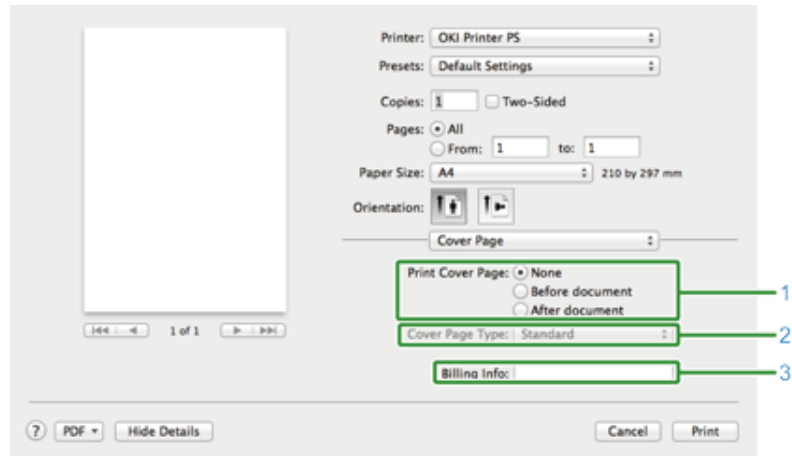 Printer: OKI Printer PS
Presets: Default Settings
Copies: 1 Two-Sided
Pages: All
From: 1 to: 1
Paper Size: A4 210 by 297 mm
Orientation:
Cover Page
Print Cover Page: None
Before document
After document
1
1 of 1
Cover Page Type: Standard
2
Billing Info:
3
? PDF Hide Details Cancel Print